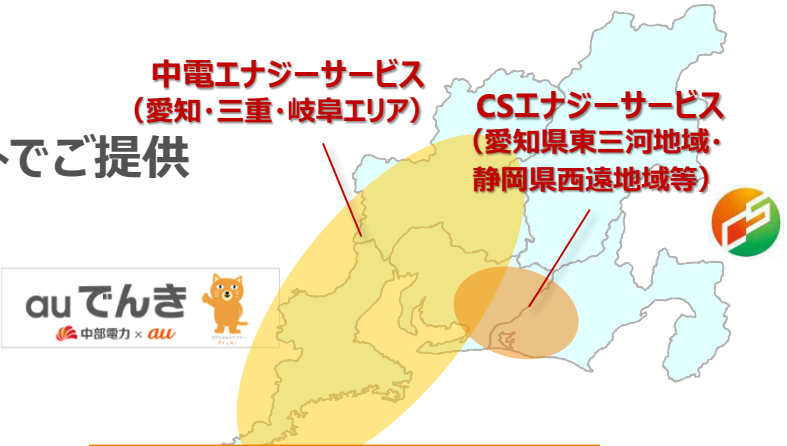 中電エナジーサービス
（愛知・三重・岐阜エリア）
CSエナジーサービス
（愛知県東三河地域・
静岡県西遠地域等）
トでご提供
CS
auでんき
中部電力 × au